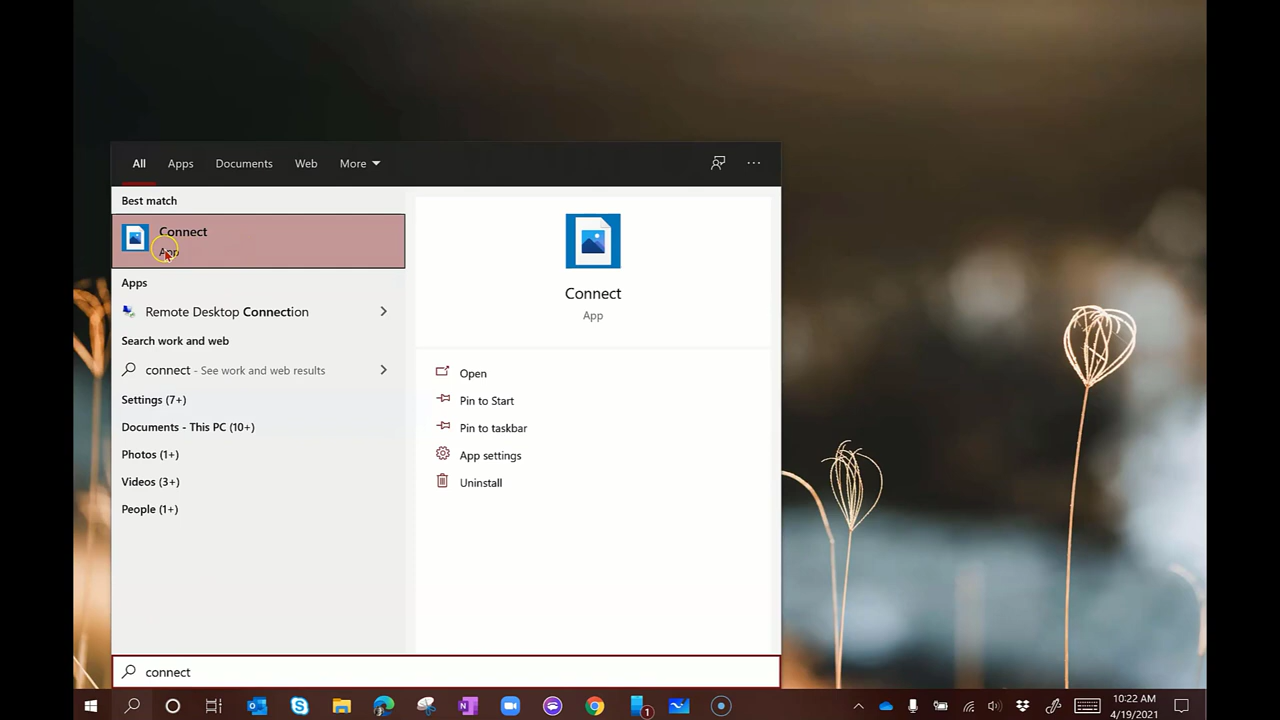 All Apps Documents Web More
Best match
Connect
App
Apps
Remote Desktop Connection
Search work and web
connect - See work and web results
Settings (7+)
Documents - This PC (10+)
Photos (1+)
Videos (3+)
People (1+)
Connect
App
Open
Pin to Start
Pin to taskbar
App settings
Uninstall
connect
1
10:22 AM
4/19/2021